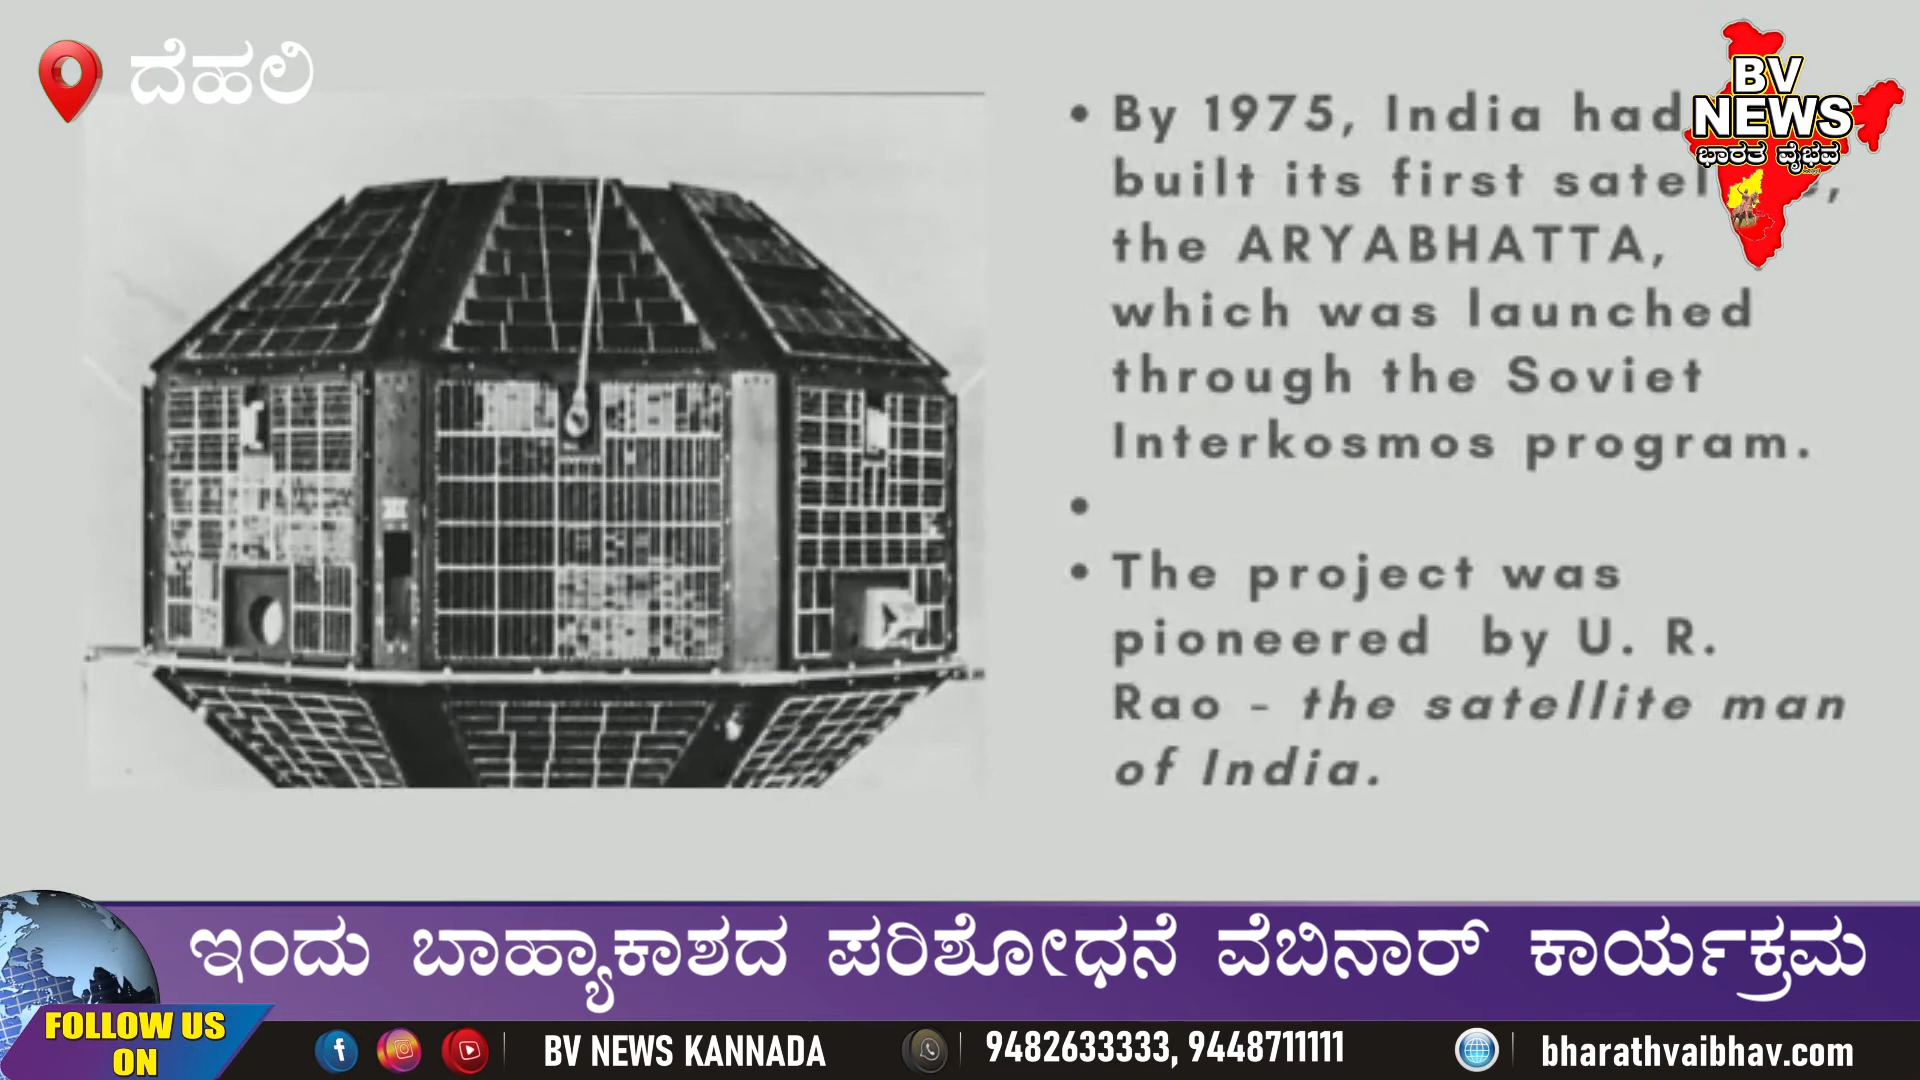 ದೆಹಲಿ
BV
NEWS
ಭಾರತ ವೈಭವ
• By 1975, India had
built its first
the ARYABHATTA,
which was launched
through the Soviet
Interkosmos program.
•
• The project was
pioneered by U. R.
Rao - the satellite man
of India.
ಇಂದು ಬಾಹ್ಯಾಕಾಶದ ಪರಿಶೋಧನೆ ವೆಬಿನಾರ್ ಕಾರ್ಯಕ್ರಮ
FOLLOW US
ON
BV NEWS KANNADA
9482633333, 9448711111
bharathvaibhav.com